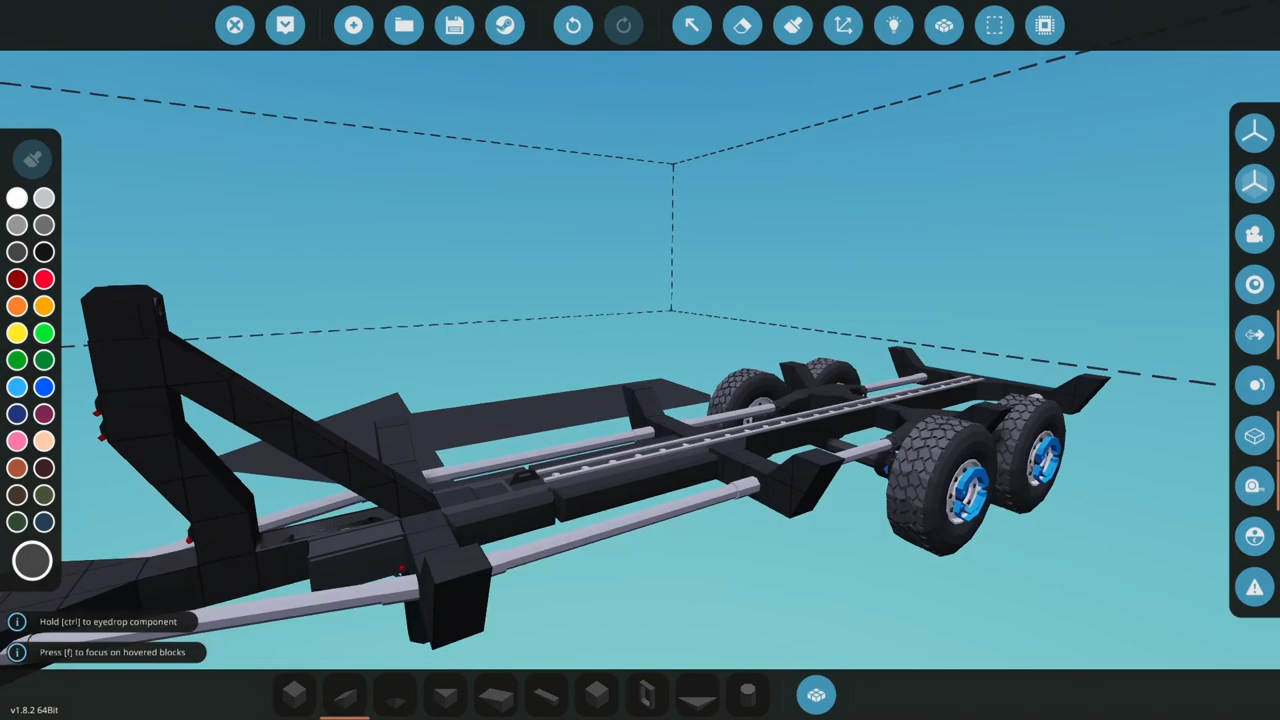 Hold [ctrl] to eyedrop component
Press [f] to focus on hovered blocks
v1.8.2 64Bit